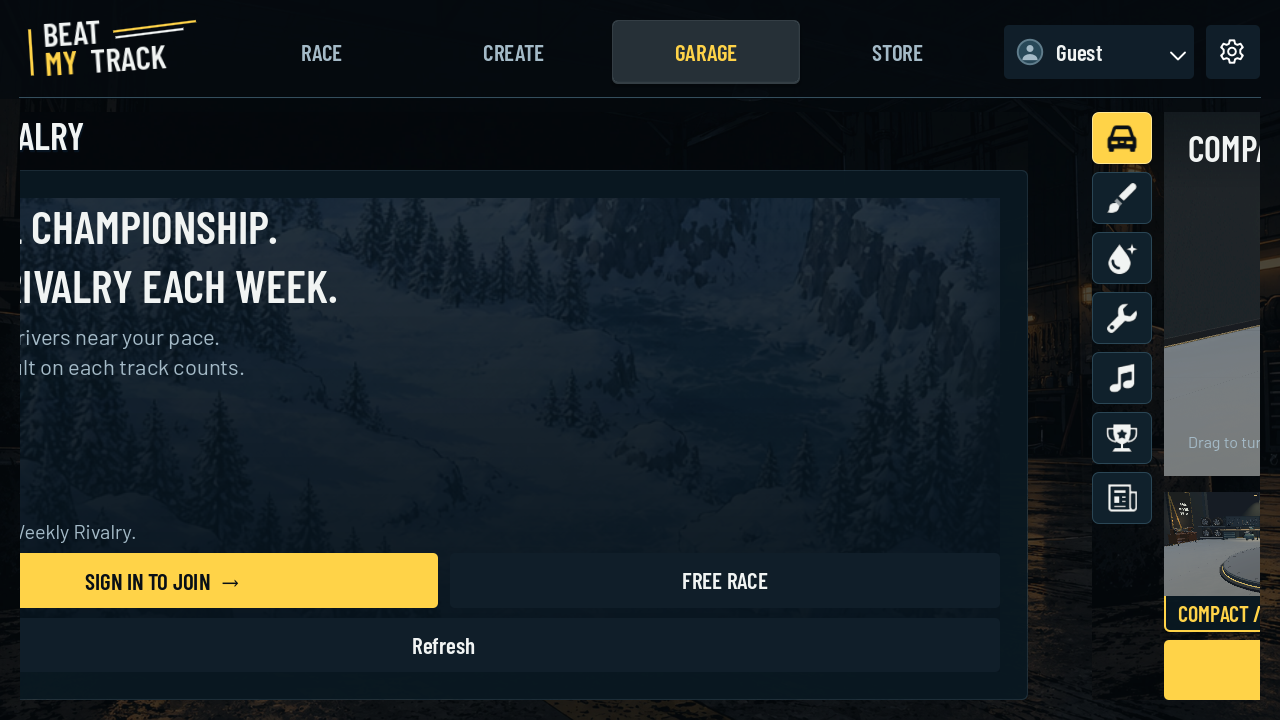 BEAT
MY TRACK
RACE
CREATE
GARAGE
STORE
Guest
ALRY
CHAMPIONSHIP.
RIVALRY EACH WEEK.
rivers near your pace.
ult on each track counts.
Weekly Rivalry.
SIGN IN TO JOIN →
FREE RACE
Refresh
COMPA
Drag to tur
COMPACT /